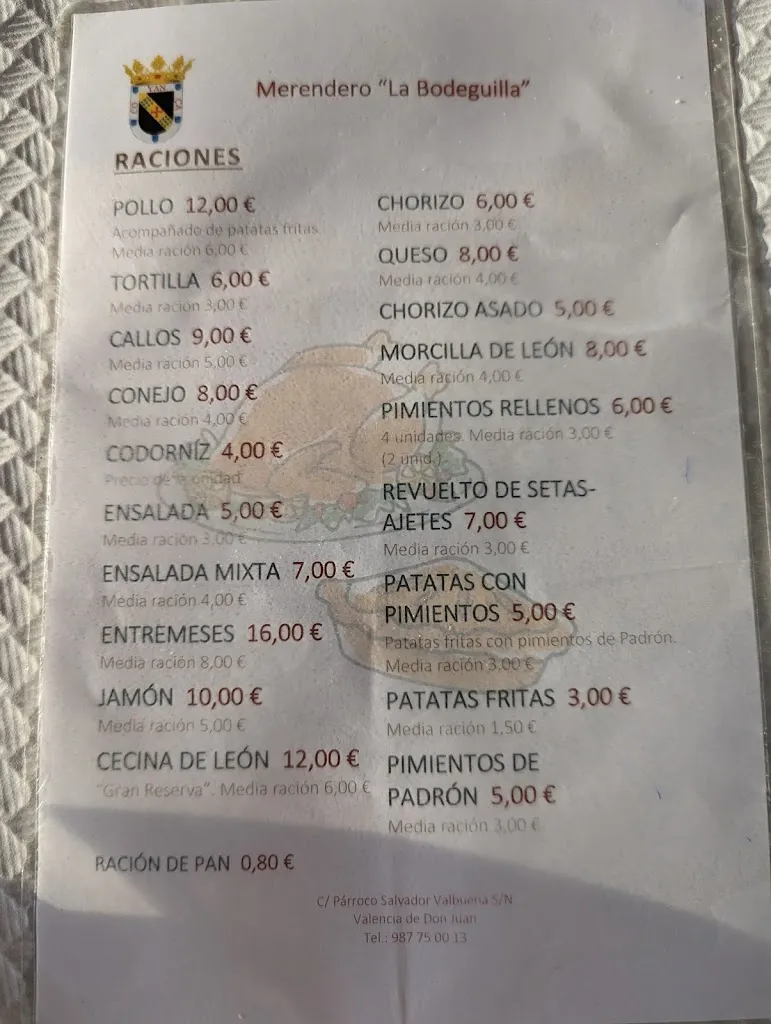 Merendero "La Bodeguilla"
RACIONES
POLLO 12,00 €
Acompañado de patatas fritas.
Media ración 6,00 €
TORTILLA 6,00 €
Media ración 3,00 €
CALLOS 9,00 €
Media ración 5,00 €
CONEJO 8,00 €
Media ración 4,00 €
CODORNÍZ 4,00 €
Precio de la unidad
ENSALADA 5,00 €
Media ración 3,00 €
ENSALADA MIXTA 7,00 €
Media ración 4,00 €
ENTREMESES 16,00 €
Media ración 8,00 €
JAMÓN 10,00 €
Media ración 5,00 €
CECINA DE LEÓN 12,00 €
"Gran Reserva". Media ración 6,00 €
RACIÓN DE PAN 0,80 €
CHORIZO 6,00 €
Media ración 3,00 €
QUESO 8,00 €
Media ración 4,00 €
CHORIZO ASADO 5,00 €
MORCILLA DE LEÓN 8,00 €
Media ración 4,00 €
PIMIENTOS RELLENOS 6,00 €
4 unidades. Media ración 3,00 €
(2 unid.)
REVUELTO DE SETAS-
AJETES 7,00 €
Media ración 3,00 €
PATATAS CON
PIMIENTOS 5,00 €
Patatas fritas con pimientos de Padrón.
Media ración 3,00 €
PATATAS FRITAS 3,00 €
Media ración 1,50 €
PIMIENTOS DE
PADRÓN 5,00 €
Media ración 3,00 €
C/ Párroco Salvador Valbuena S/N
Valencia de Don Juan
Tel.: 987 75 00 13